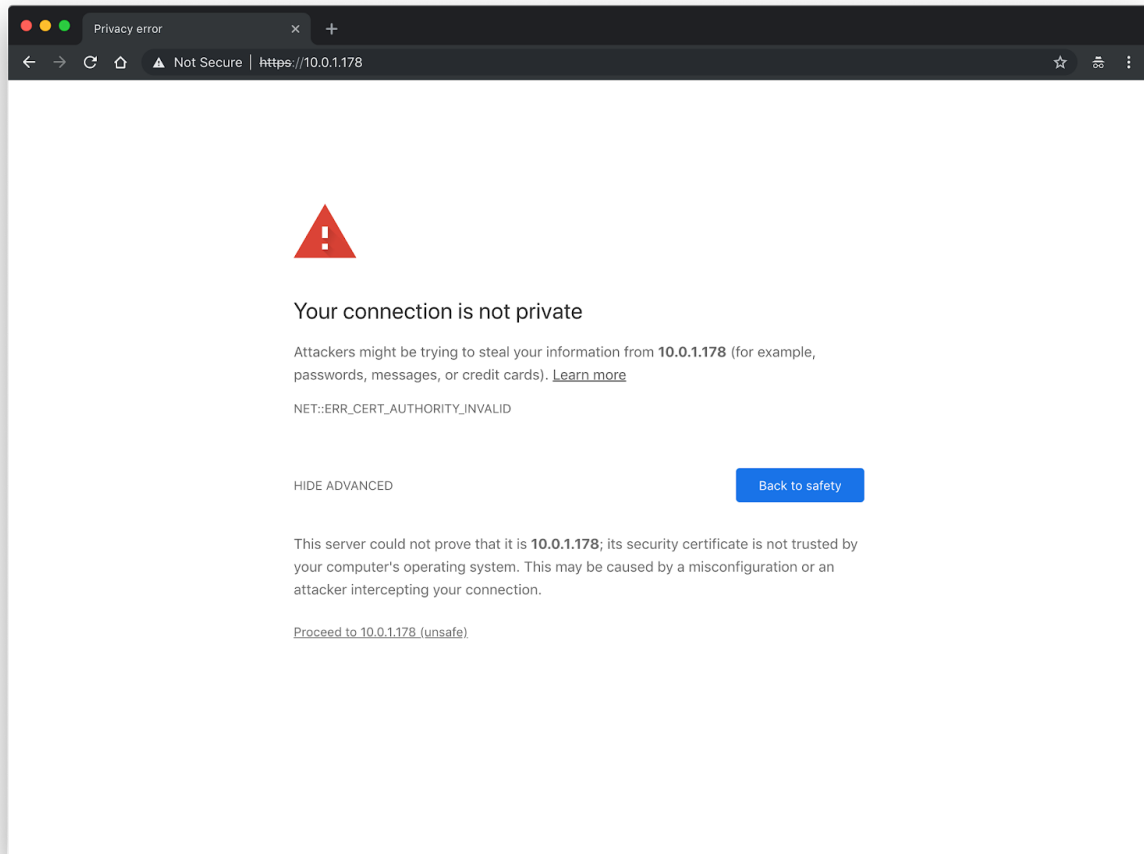 Privacy error
Not Secure | https://10.0.1.178
Your connection is not private
Attackers might be trying to steal your information from 10.0.1.178 (for example,
passwords, messages, or credit cards). Learn more
NET::ERR_CERT_AUTHORITY_INVALID
HIDE ADVANCED
Back to safety
This server could not prove that it is 10.0.1.178; its security certificate is not trusted by
your computer's operating system. This may be caused by a misconfiguration or an
attacker intercepting your connection.
Proceed to 10.0.1.178 (unsafe)